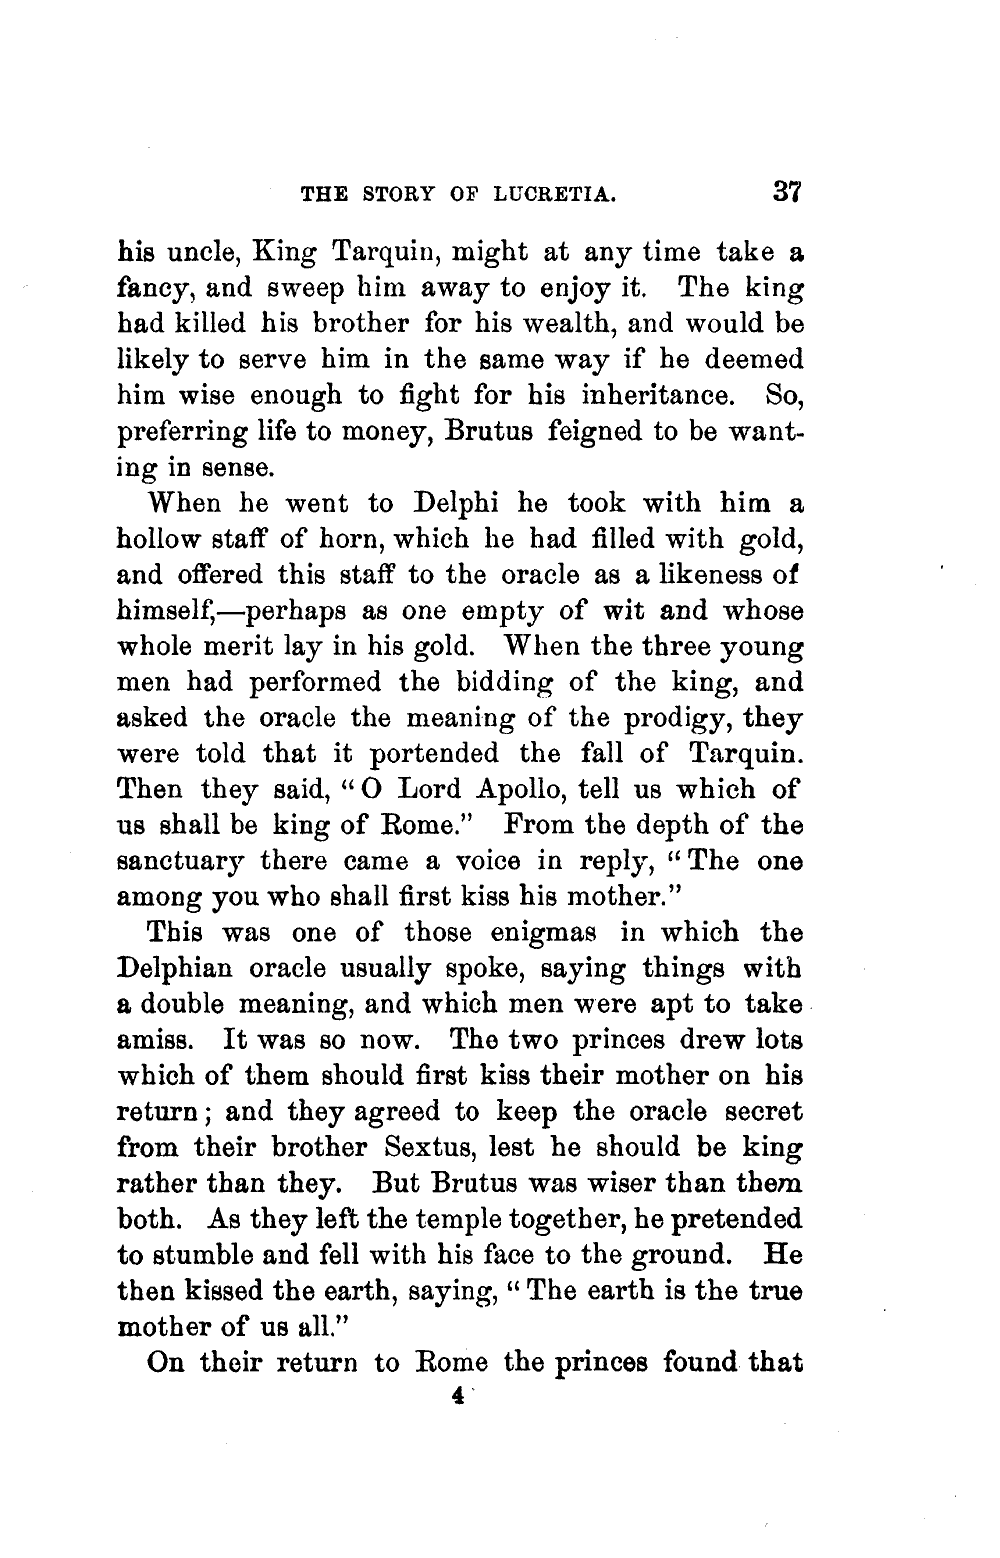 THE STORY OF LUCRETIA. 37
his uncle, King Tarquin, might at any time take a
fancy, and sweep him away to enjoy it. The king
had killed his brother for his wealth, and would be
likely to serve him in the same way if he deemed
him wise enough to fight for his inheritance. So,
preferring life to money, Brutus feigned to be want-
ing in sense.
When he went to Delphi he took with him a
hollow staff of horn, which he had filled with gold,
and offered this staff to the oracle as a likeness of
himself,—perhaps as one empty of wit and whose
whole merit lay in his gold. When the three young
men had performed the bidding of the king, and
asked the oracle the meaning of the prodigy, they
were told that it portended the fall of Tarquin.
Then they said, “O Lord Apollo, tell us which of
us shall be king of Rome.” From the depth of the
sanctuary there came a voice in reply, “The one
among you who shall first kiss his mother.”
This was one of those enigmas in which the
Delphian oracle usually spoke, saying things with
a double meaning, and which men were apt to take
amiss. It was so now. The two princes drew lots
which of them should first kiss their mother on his
return; and they agreed to keep the oracle secret
from their brother Sextus, lest he should be king
rather than they. But Brutus was wiser than them
both. As they left the temple together, he pretended
to stumble and fell with his face to the ground. He
then kissed the earth, saying, “The earth is the true
mother of us all.”
On their return to Rome the princes found that
4